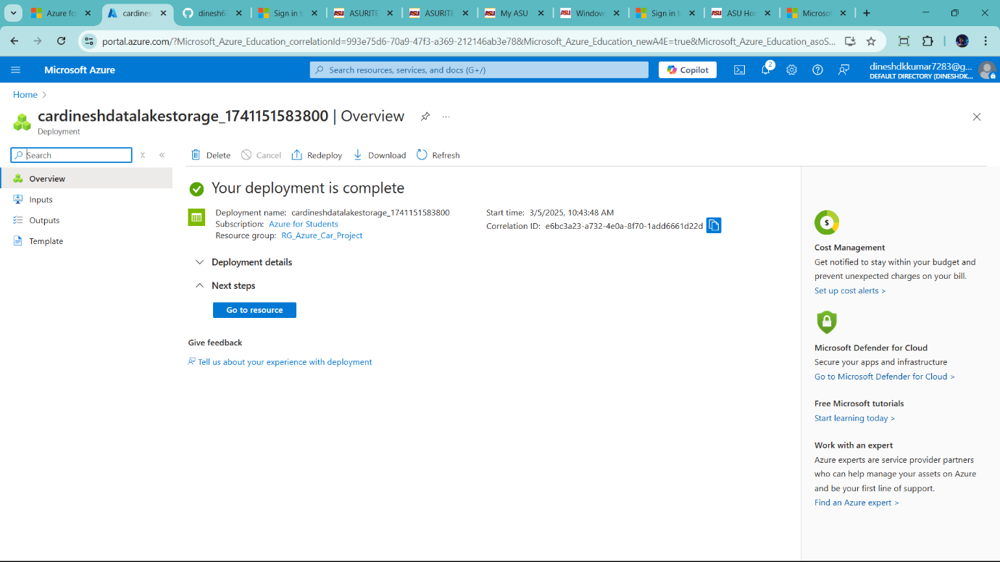 Azure fo
cardines
dinesh6
Sign in t
ASURITE
ASURITE
My ASU
Window
Sign in t
ASU Ho
Microso
portal.azure.com/?Microsoft_Azure_Education_correlationId=993e75d6-70a9-47f3-a369-212146ab3e78&Microsoft_Azure_Education_newA4E=true&Microsoft_Azure_Education_asoS...
Microsoft Azure
Search resources, services, and docs (G+/)
Copilot
2
dineshdkkumar7283@g...
DEFAULT DIRECTORY (DINESHDK...
Home
cardineshdatalakestorage_1741151583800 | Overview
Deployment
Search
Delete
Cancel
Redeploy
Download
Refresh
Overview
Inputs
Outputs
Template
Your deployment is complete
Deployment name: cardineshdatalakestorage_1741151583800
Subscription: Azure for Students
Resource group: RG_Azure_Car_Project
Start time: 3/5/2025, 10:43:48 AM
Correlation ID: e6bc3a23-a732-4e0a-8f70-1add6661d22d
Deployment details
Next steps
Go to resource
Give feedback
Tell us about your experience with deployment
Cost Management
Get notified to stay within your budget and
prevent unexpected charges on your bill.
Set up cost alerts >
Microsoft Defender for Cloud
Secure your apps and infrastructure
Go to Microsoft Defender for Cloud >
Free Microsoft tutorials
Start learning today >
Work with an expert
Azure experts are service provider partners
who can help manage your assets on Azure
and be your first line of support.
Find an Azure expert >